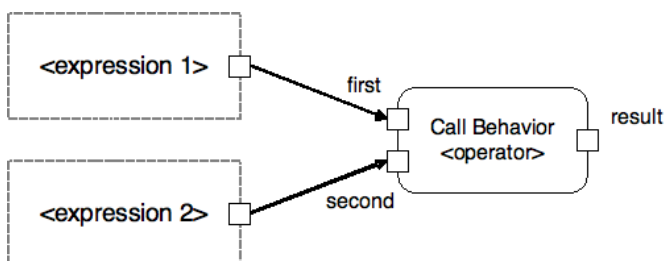 <expression 1>
first
Call Behavior
<operator>
result
<expression 2>
second